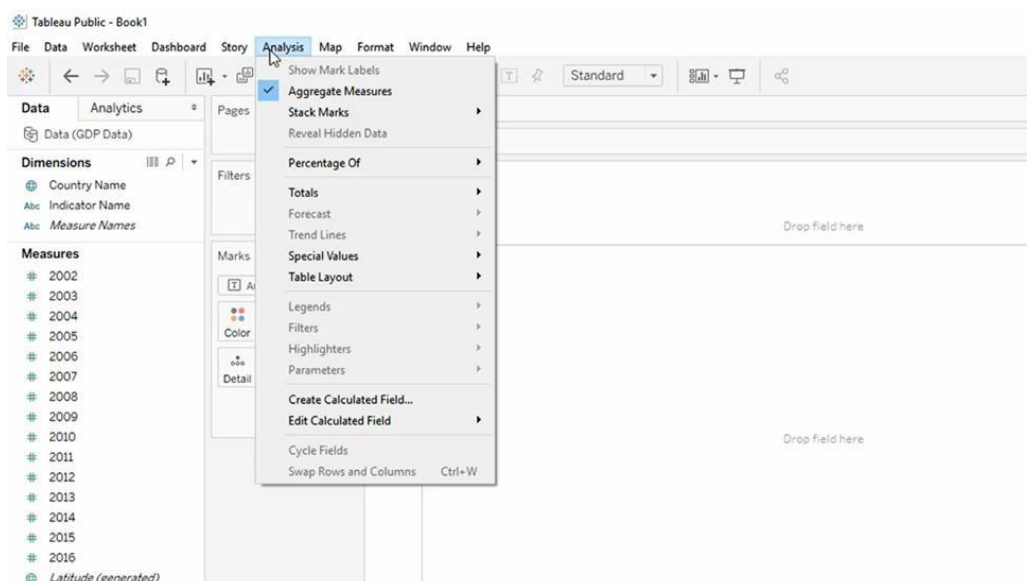 Tableau Public - Book1
File Data Worksheet Dashboard Story Analysis Map Format Window Help
Standard
Data Analytics
Data (GDP Data)
Dimensions
Country Name
Abc Indicator Name
Abc Measure Names
Measures
2002
2003
2004
2005
2006
2007
2008
2009
2010
2011
2012
2013
2014
2015
2016
Latitude (generated)
Pages
Filters
Marks
Color
Detail
Show Mark Labels
Aggregate Measures
Stack Marks
Reveal Hidden Data
Percentage Of
Totals
Forecast
Trend Lines
Special Values
Table Layout
Legends
Filters
Highlighters
Parameters
Create Calculated Field...
Edit Calculated Field
Cycle Fields
Swap Rows and Columns Ctrl+W
Drop field here
Drop field here